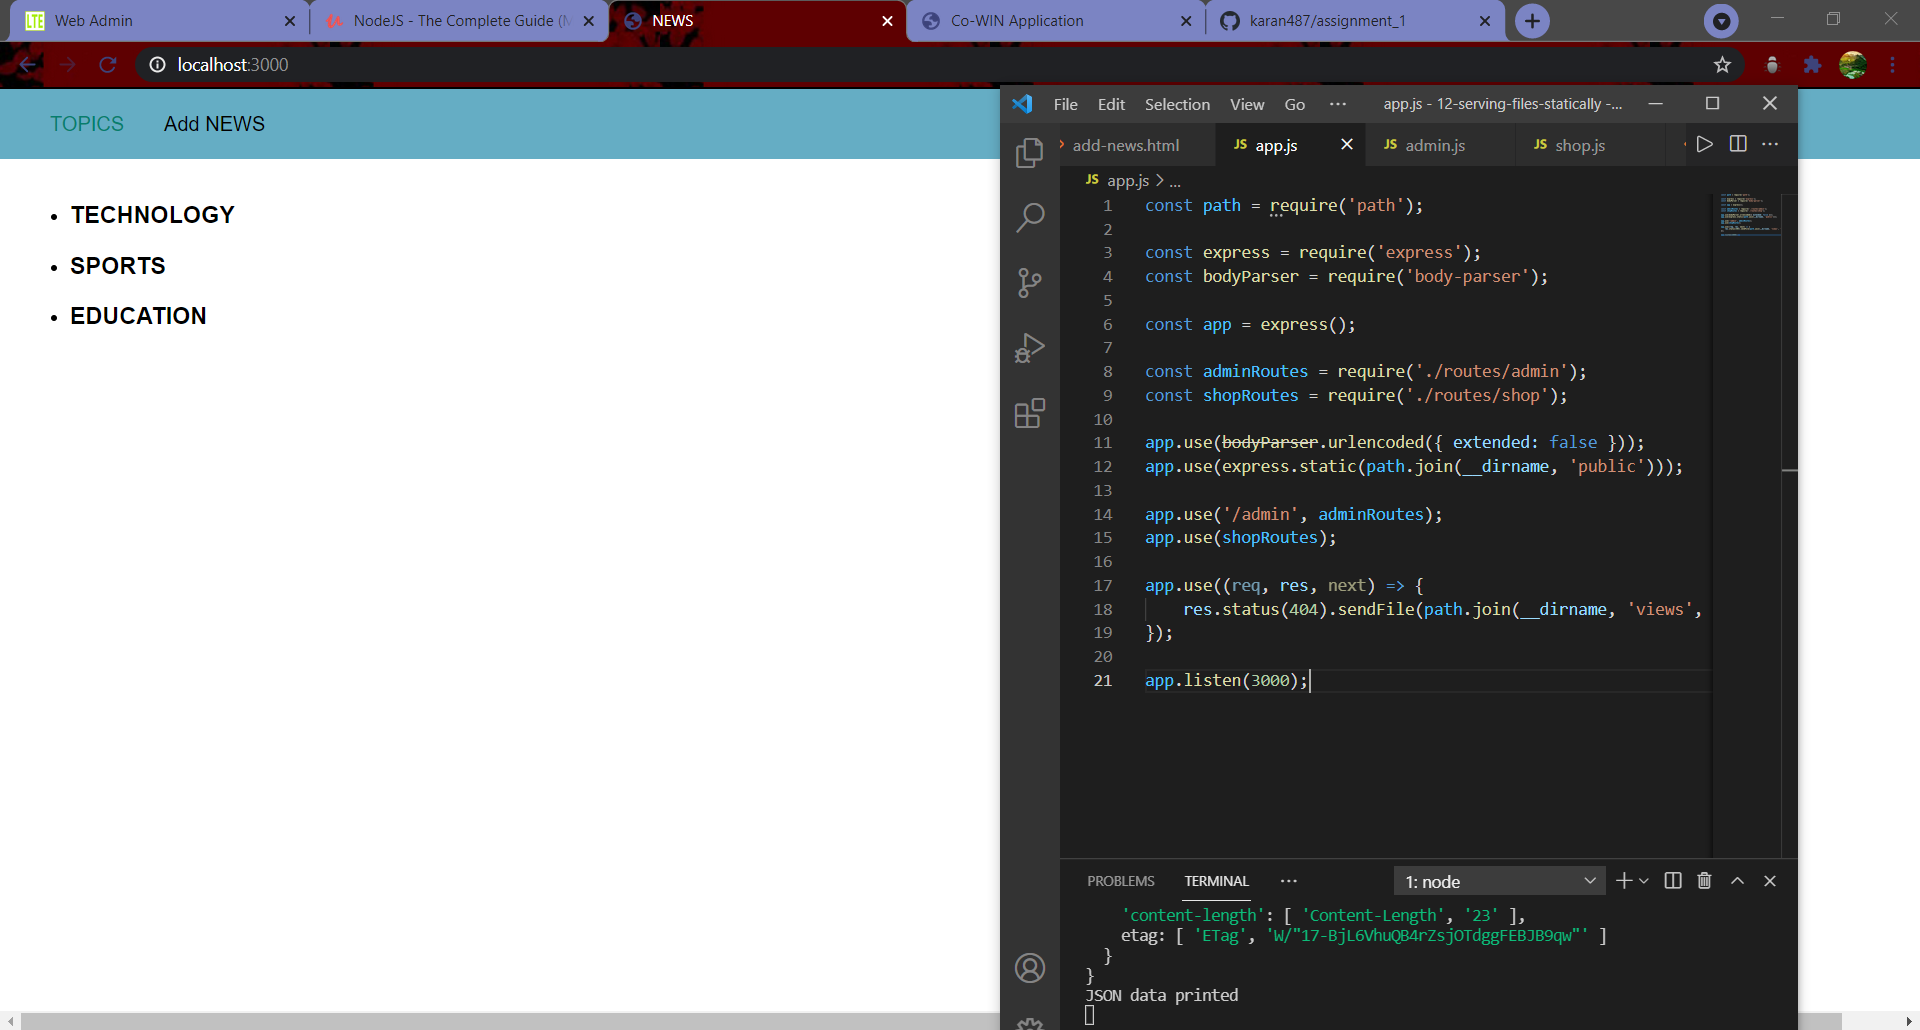 Web Admin
NodeJS - The Complete Guide (M
NEWS
Co-WIN Application
karan487/assignment_1
localhost:3000
TOPICS Add NEWS
TECHNOLOGY
SPORTS
EDUCATION
File Edit Selection View Go ··· app.js - 12-serving-files-statically -...
add-news.html JS app.js JS admin.js JS shop.js
JS app.js > ...
1 const path = require('path');
2
3 const express = require('express');
4 const bodyParser = require('body-parser');
5
6 const app = express();
7
8 const adminRoutes = require('./routes/admin');
9 const shopRoutes = require('./routes/shop');
10
11 app.use(bodyParser.urlencoded({ extended: false }));
12 app.use(express.static(path.join(__dirname, 'public')));
13
14 app.use('/admin', adminRoutes);
15 app.use(shopRoutes);
16
17 app.use((req, res, next) => {
18 res.status(404).sendFile(path.join(__dirname, 'views',
19 });
20
21 app.listen(3000);
PROBLEMS TERMINAL ··· 1: node
'content-length': [ 'Content-Length', '23' ],
etag: [ 'ETag', 'W/"17-BjL6VhuQB4rZsjOTdggFEBJB9qw"' ]
}
}
JSON data printed